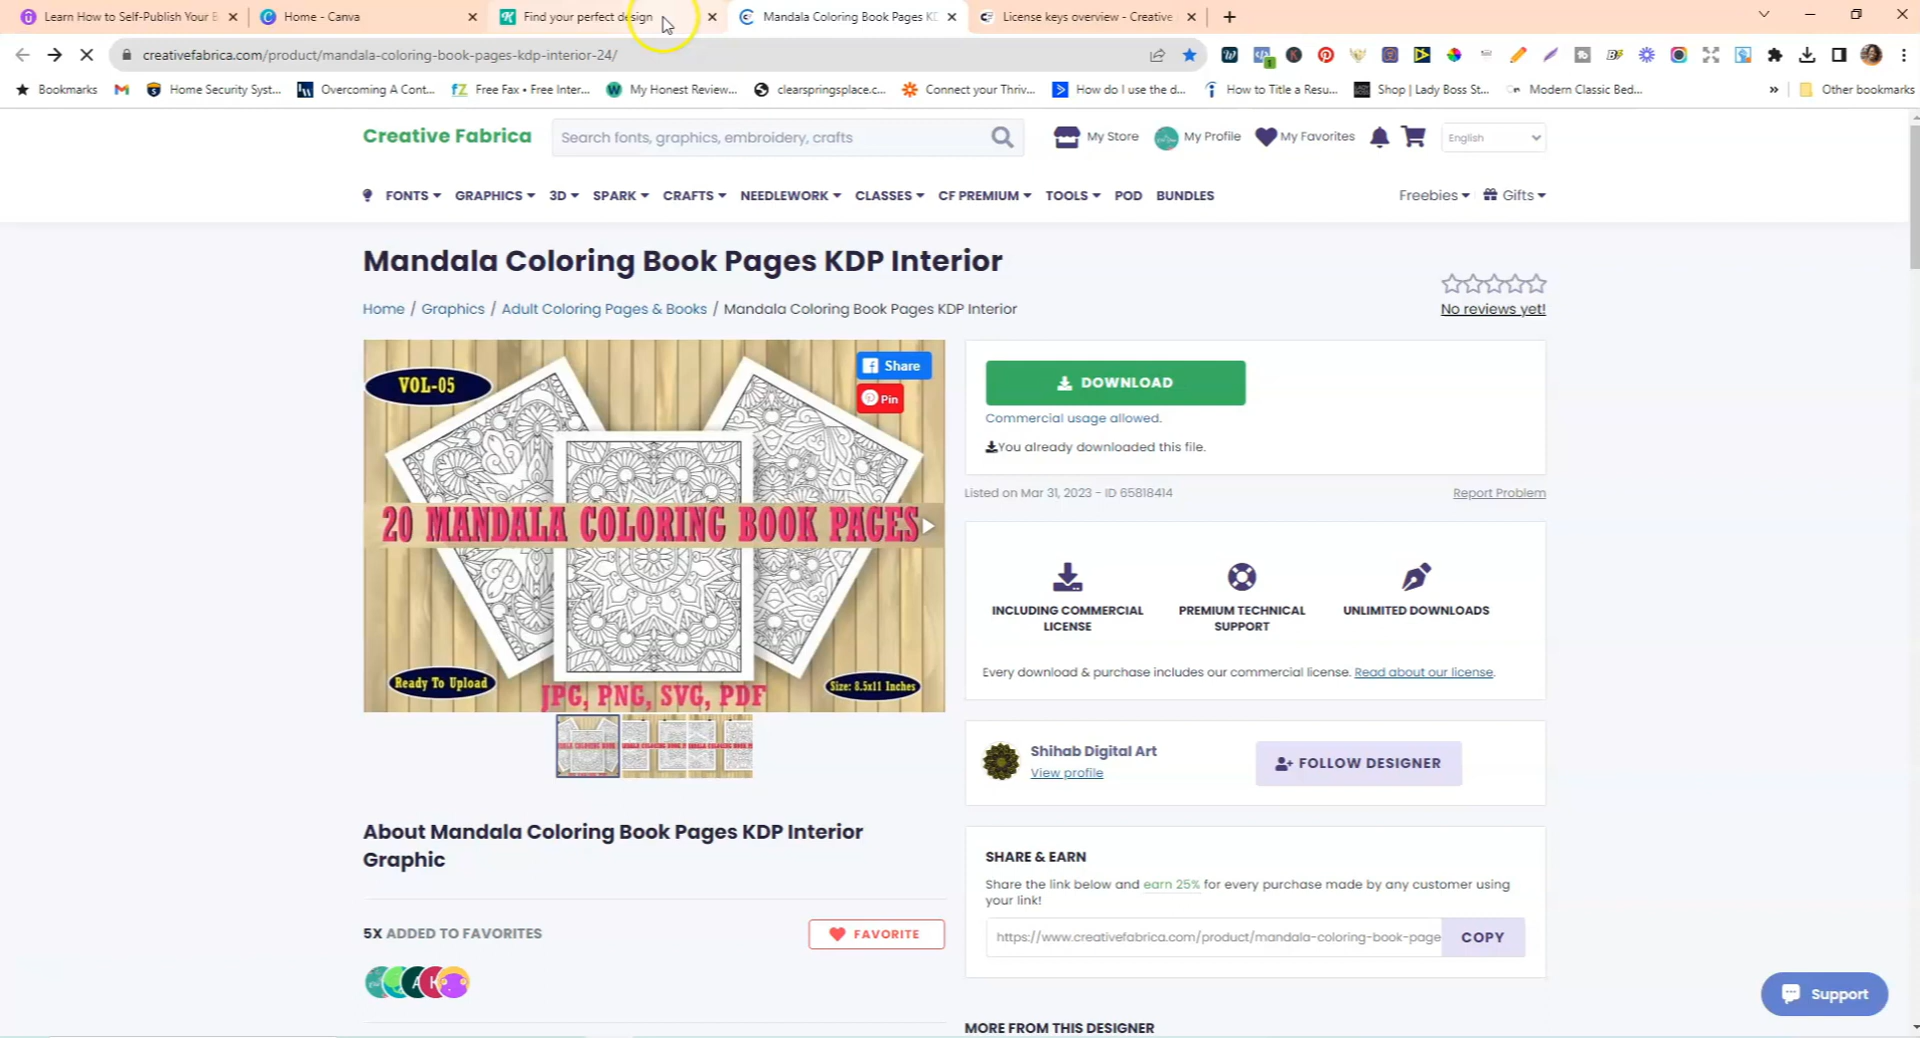 Learn How to Self-Publish Your B
Home - Canva
Find your perfect design
Mandala Coloring Book Pages KD
License keys overview - Creative
creativefabrica.com/product/mandala-coloring-book-pages-kdp-interior-24/
Bookmarks
Home Security Syst...
Overcoming A Cont...
Free Fax • Free Inter...
My Honest Review...
clearspringsplace.c...
Connect your Thriv...
How do I use the d...
How to Title a Resu...
Shop | Lady Boss St...
Modern Classic Bed...
»
Other bookmarks
Creative Fabrica
Search fonts, graphics, embroidery, crafts
My Store
My Profile
My Favorites
English
FONTS
GRAPHICS
3D
SPARK
CRAFTS
NEEDLEWORK
CLASSES
CF PREMIUM
TOOLS
POD
BUNDLES
Freebies
Gifts
Mandala Coloring Book Pages KDP Interior
Home / Graphics / Adult Coloring Pages & Books / Mandala Coloring Book Pages KDP Interior
No reviews yet!
VOL-05
Share
Pin
20 MANDALA COLORING BOOK PAGES
Ready To Upload
JPG, PNG, SVG, PDF
Size: 8.5x11 Inches
DOWNLOAD
Commercial usage allowed.
You already downloaded this file.
Listed on Mar 31, 2023 - ID 65818414
Report Problem
INCLUDING COMMERCIAL
LICENSE
PREMIUM TECHNICAL
SUPPORT
UNLIMITED DOWNLOADS
Every download & purchase includes our commercial license. Read about our license.
Shihab Digital Art
View profile
FOLLOW DESIGNER
About Mandala Coloring Book Pages KDP Interior
Graphic
SHARE & EARN
Share the link below and earn 25% for every purchase made by any customer using
your link!
https://www.creativefabrica.com/product/mandala-coloring-book-page
COPY
5X ADDED TO FAVORITES
FAVORITE
Support
MORE FROM THIS DESIGNER